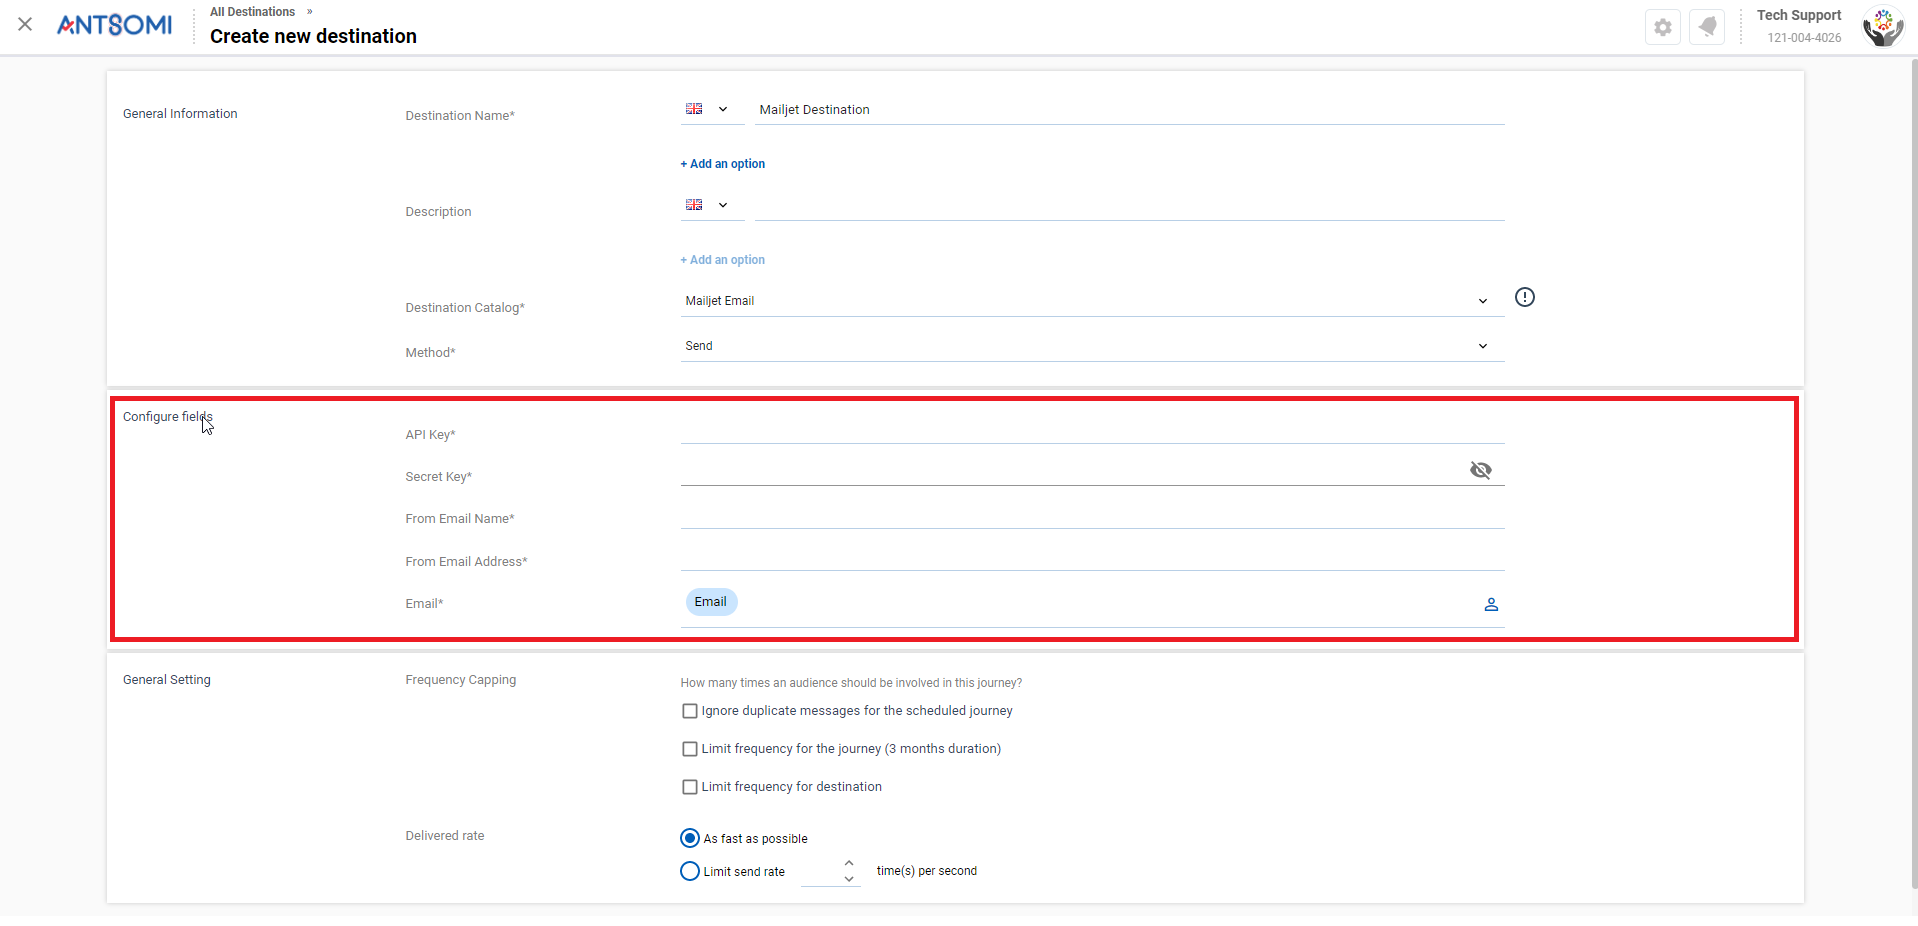 ANTSOMI
All Destinations »
Create new destination
Tech Support
121-004-4026
General Information
Destination Name*
Mailjet Destination
+ Add an option
Description
+ Add an option
Destination Catalog*
Mailjet Email
Method*
Send
Configure fields
API Key*
Secret Key*
From Email Name*
From Email Address*
Email*
Email
General Setting
Frequency Capping
How many times an audience should be involved in this journey?
Ignore duplicate messages for the scheduled journey
Limit frequency for the journey (3 months duration)
Limit frequency for destination
Delivered rate
As fast as possible
Limit send rate time(s) per second